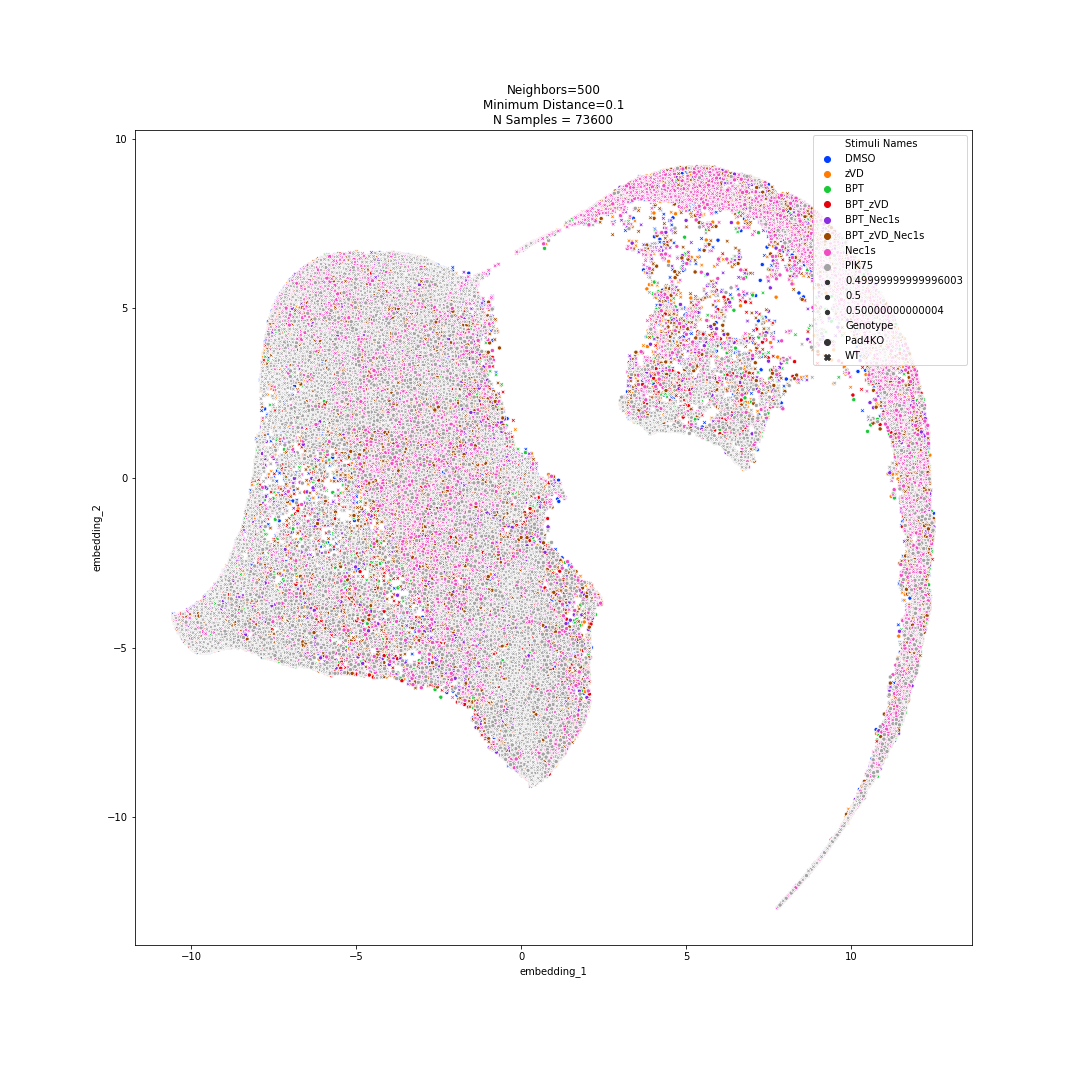 Neighbors=500
Minimum Distance=0.1
N Samples = 73600
Stimuli Names
DMSO
zVD
BPT
BPT_zVD
BPT_Nec1s
BPT_zVD_Nec1s
Nec1s
PIK75
0.49999999999996003
0.5
0.50000000000004
Genotype
Pad4KO
WT
10
5
0
−5
−10
embedding_2
−10 −5 0 5 10
embedding_1